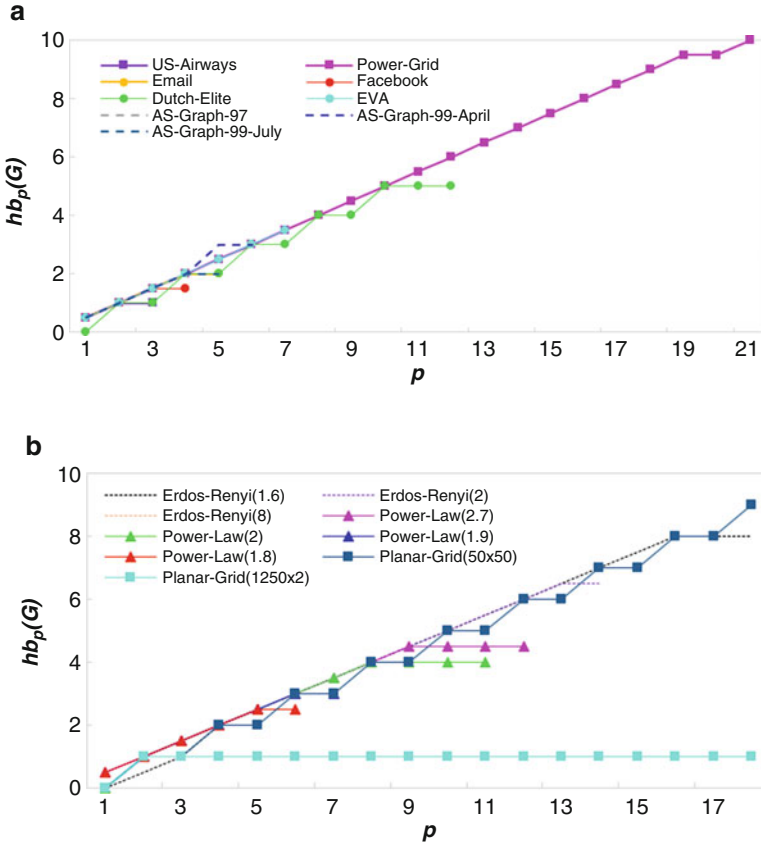 a
10
8
6
4
2
0
hbp(G)
US-Airways
Power-Grid
Email
Facebook
Dutch-Elite
EVA
AS-Graph-97
AS-Graph-99-April
AS-Graph-99-July
1 3 5 7 9 11 13 15 17 19 21
p
b
10
8
6
4
2
0
hbp(G)
Erdos-Renyi(1.6)
Erdos-Renyi(2)
Erdos-Renyi(8)
Power-Law(2.7)
Power-Law(2)
Power-Law(1.9)
Power-Law(1.8)
Planar-Grid(50x50)
Planar-Grid(1250x2)
1 3 5 7 9 11 13 15 17
p